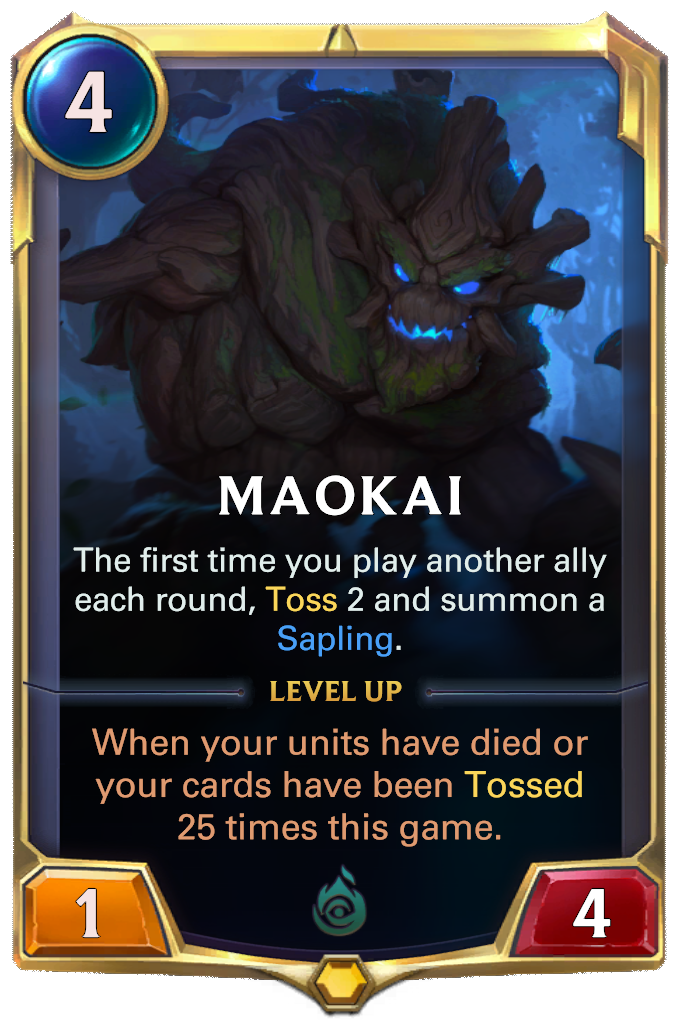 4
MAOKAI
The first time you play another ally
each round, Toss 2 and summon a
Sapling.
LEVEL UP
When your units have died or
your cards have been Tossed
25 times this game.
1
4